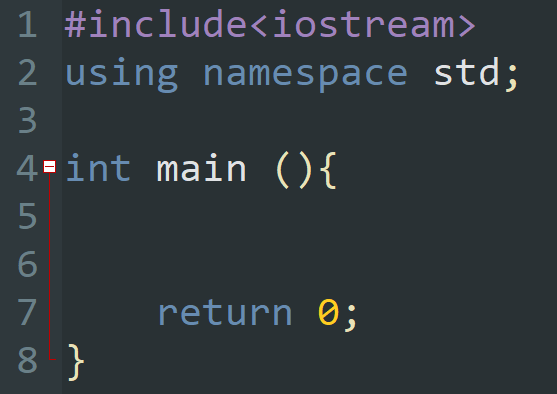 1 #include<iostream>
2 using namespace std;
3
4 int main (){
5
6
7     return 0;
8 }